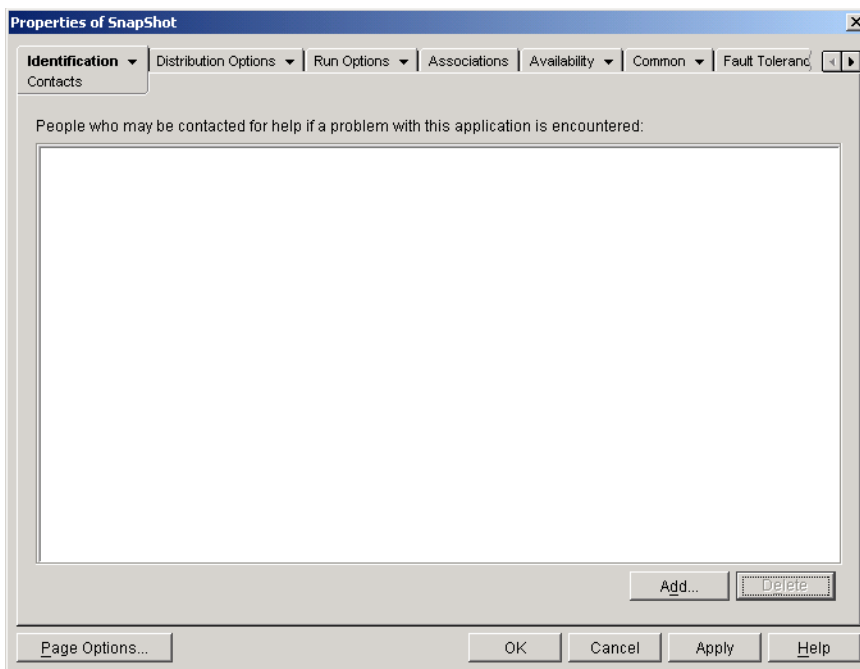 Properties of SnapShot
Identification Distribution Options Run Options Associations Availability Common Fault Toleranc
Contacts
People who may be contacted for help if a problem with this application is encountered:
Add... Delete
Page Options... OK Cancel Apply Help